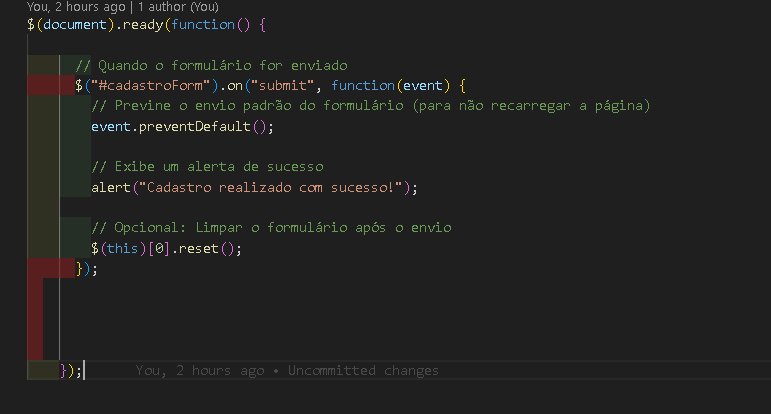 You, 2 hours ago | 1 author (You)
$(document).ready(function() {
// Quando o formulário for enviado
$("#cadastroForm").on("submit", function(event) {
// Previne o envio padrão do formulário (para não recarregar a página)
event.preventDefault();
// Exibe um alerta de sucesso
alert("Cadastro realizado com sucesso!");
// Opcional: Limpar o formulário após o envio
$(this)[0].reset();
});
}); You, 2 hours ago • Uncommitted changes